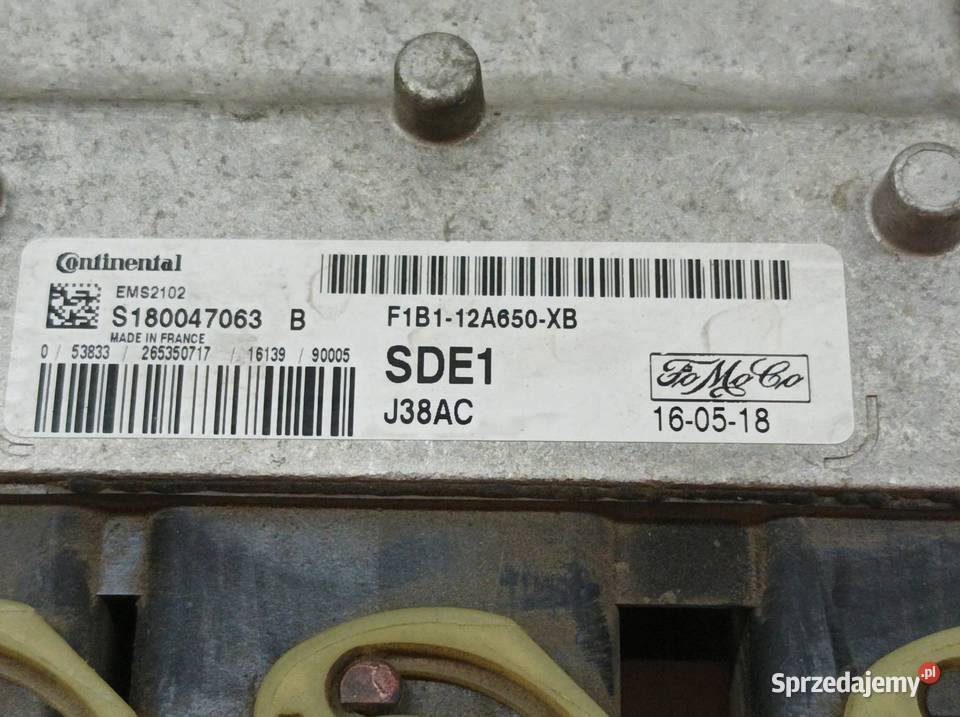 Continental
EMS2102
S180047063 B
MADE IN FRANCE
0 / 53833 / 265350717 / 16139 / 90005
F1B1-12A650-XB
SDE1
J38AC
FoMoCo
16-05-18
Sprzedajemy.pl